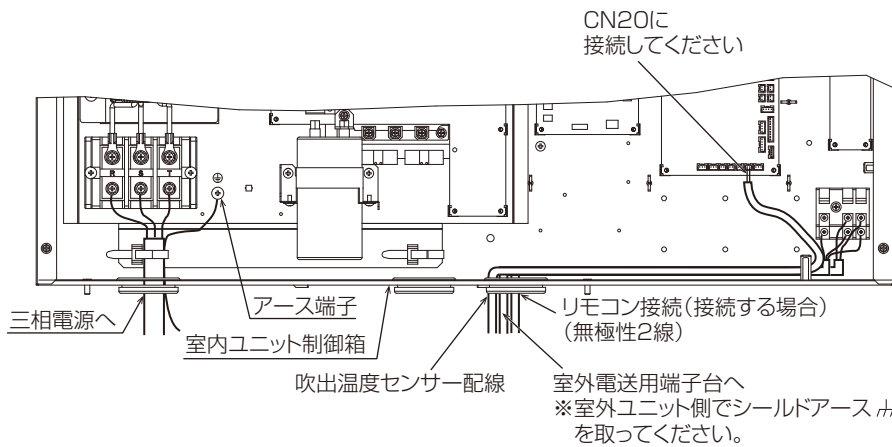 CN20に
接続してください
R S T
アース端子
三相電源へ
室内ユニット制御箱
リモコン接続(接続する場合)
(無極性2線)
吹出温度センサー配線
室外電送用端子台へ
※室外ユニット側でシールドアース
を取ってください。